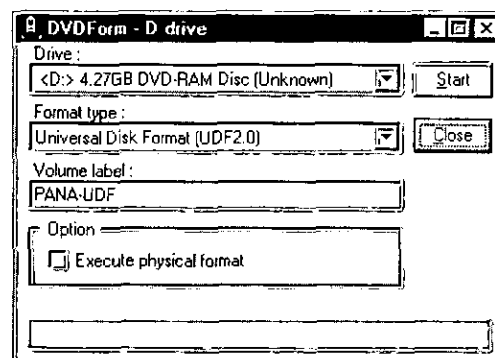 DVDForm - D drive
Drive :
<D:> 4.27GB DVD-RAM Disc (Unknown)
Start
Format type :
Universal Disk Format (UDF2.0)
Close
Volume label :
PANA-UDF
Option
Execute physical format